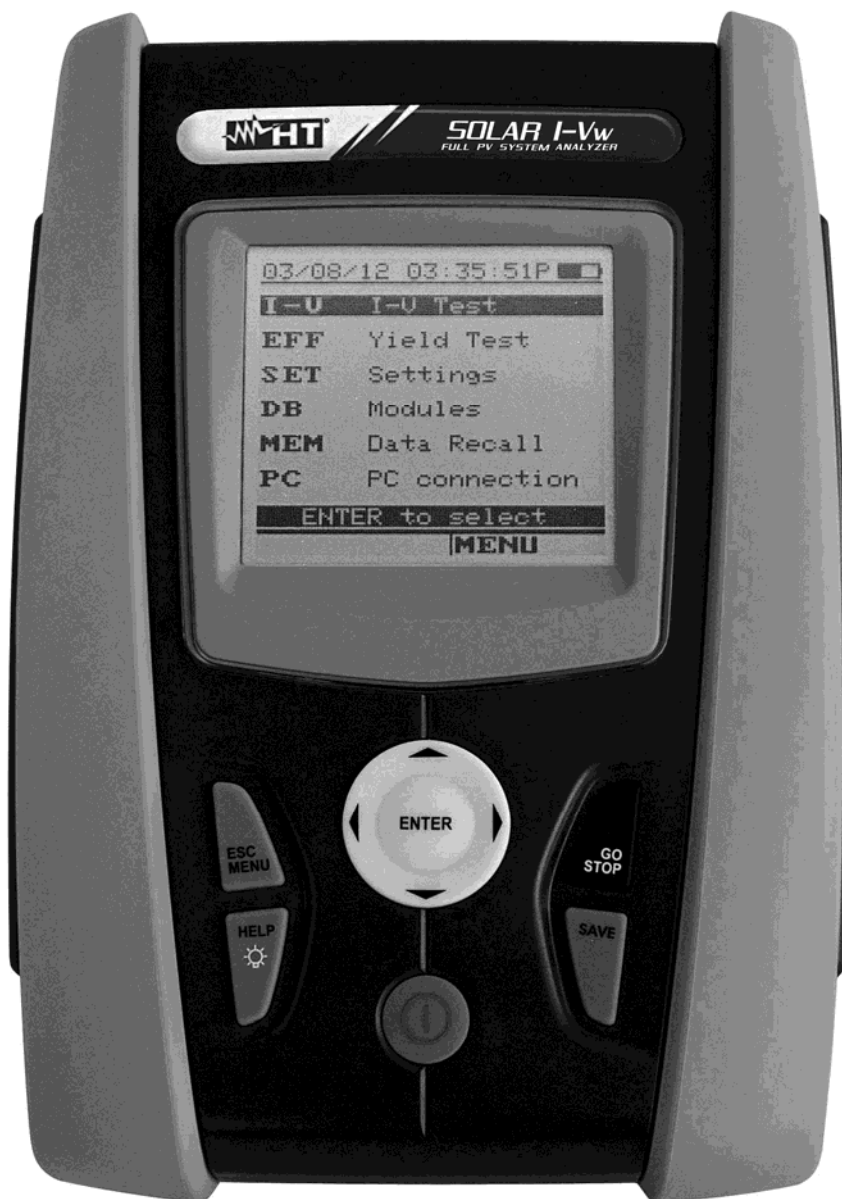 HT SOLAR I-Vw
FULL PV SYSTEM ANALYZER
03/08/12 03:35:51P
I-V I-V Test
EFF Yield Test
SET Settings
DB Modules
MEM Data Recall
PC PC connection
ENTER to select
MENU
ENTER
ESC
MENU
GO
STOP
HELP
SAVE